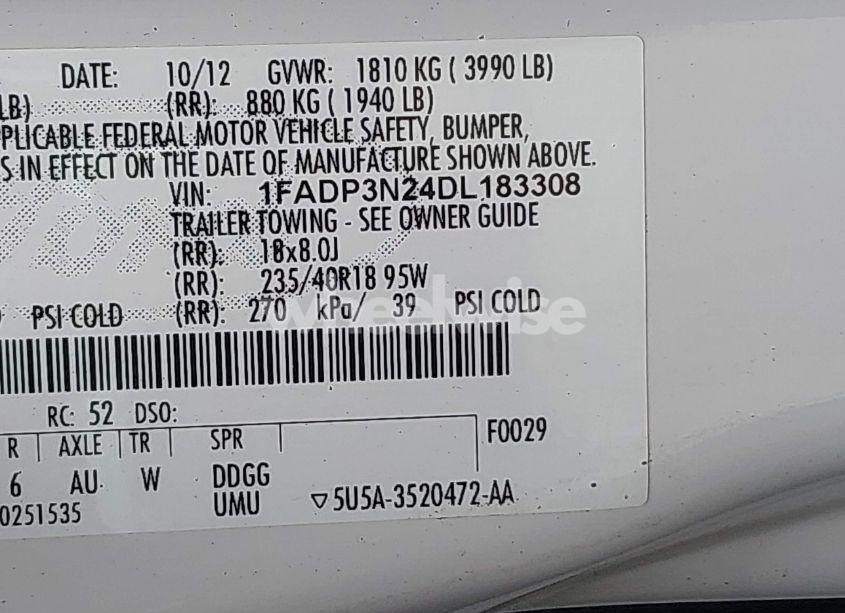 DATE: 10/12 GVWR: 1810 KG ( 3990 LB)
LB) (RR): 880 KG ( 1940 LB)
PLICABLE FEDERAL MOTOR VEHICLE SAFETY, BUMPER,
S IN EFFECT ON THE DATE OF MANUFACTURE SHOWN ABOVE.
VIN: 1FADP3N24DL183308
TRAILER TOWING - SEE OWNER GUIDE
(RR): 18x8.0J
(RR): 235/40R18 95W
PSI COLD (RR): 270 kPa/ 39 PSI COLD
wheelwise
RC: 52 DSO:
R AXLE TR SPR F0029
6 AU W DDGG
UMU
0251535 5U5A-3520472-AA